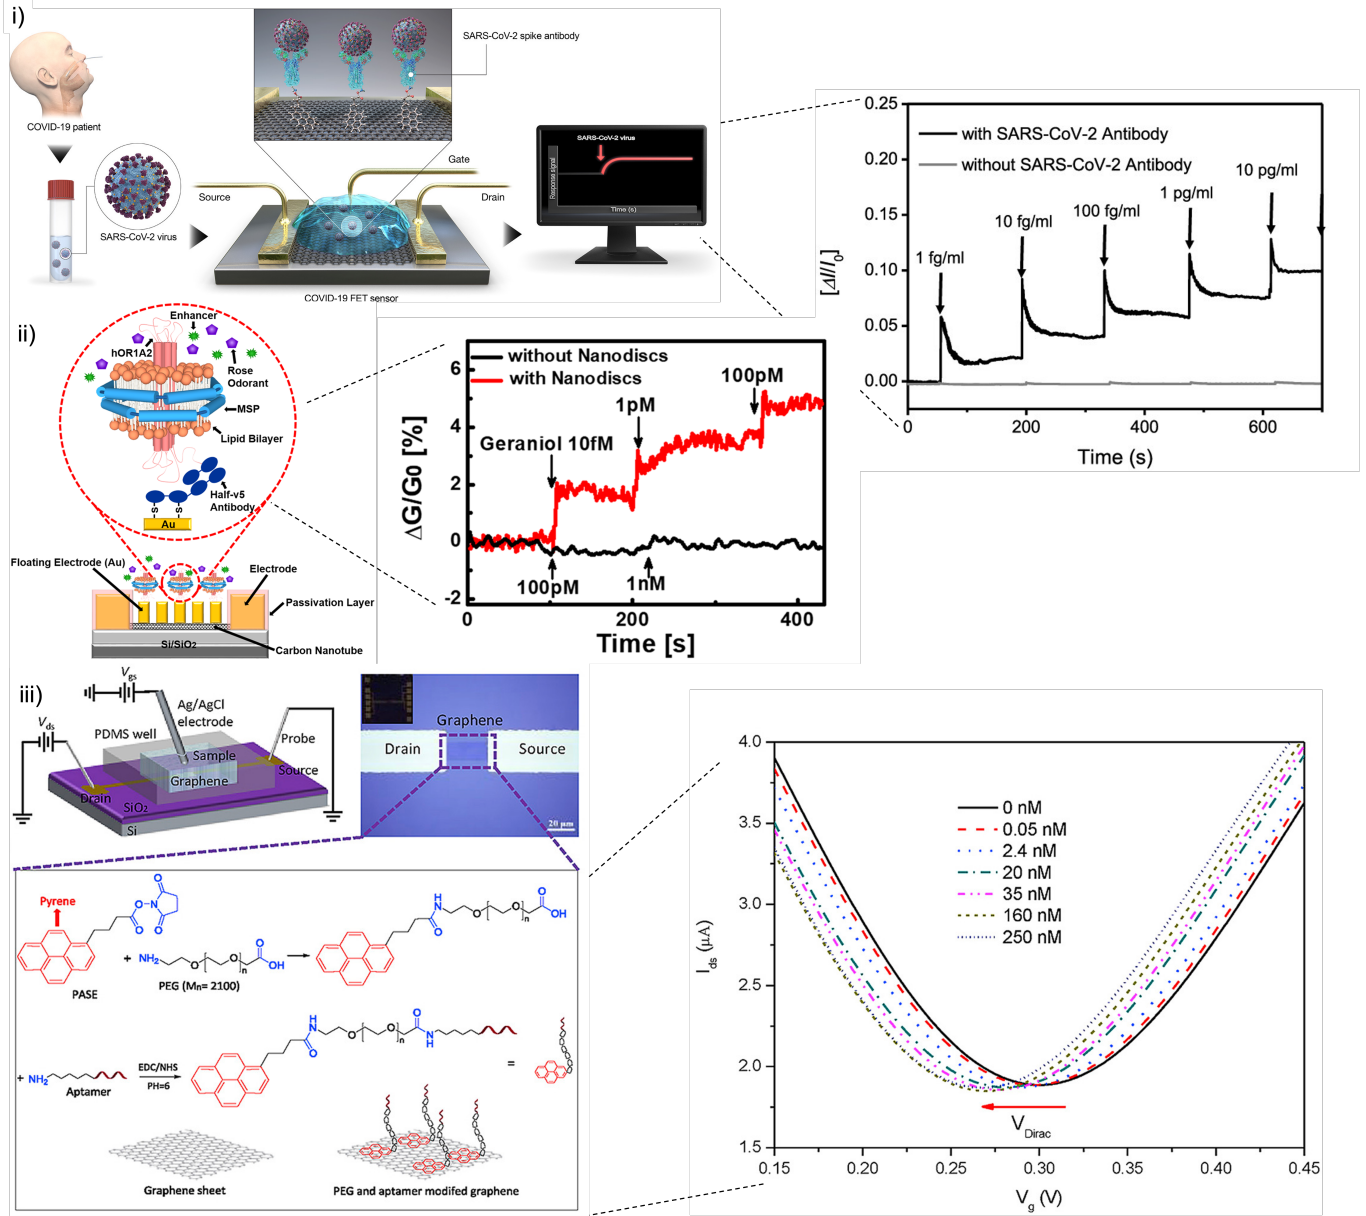 i)
COVID-19 patient
SARS-CoV-2 virus
SARS-CoV-2 spike antibody
Source
Gate
Drain
COVID-19 FET sensor
SARS-CoV-2 virus
Response signal
Time (s)
[ΔI/I₀]
0.25
0.20
0.15
0.10
0.05
0.00
with SARS-CoV-2 Antibody
without SARS-CoV-2 Antibody
1 fg/ml
10 fg/ml
100 fg/ml
1 pg/ml
10 pg/ml
0
200
400
600
Time (s)
ii)
Enhancer
hOR1A2
Rose
Odorant
MSP
Lipid Bilayer
Half-v5
Antibody
S
S
Au
Floating Electrode (Au)
Electrode
Passivation Layer
Si/SiO₂
Carbon Nanotube
ΔG/G0 [%]
6
4
2
0
-2
without Nanodiscs
with Nanodiscs
Geraniol 10fM
1pM
100pM
100pM
1nM
0
200
400
Time [s]
iii)
Vgs
Vds
Ag/AgCl
electrode
PDMS well
Probe
Sample
Source
Graphene
Drain
SiO₂
Si
Graphene
Drain
Source
20 μm
Pyrene
PASE
O
O
N
O
O
+
NH₂
O
O
n
O
OH
PEG (Mn= 2100)
H
N
O
O
O
n
O
O
OH
+ NH₂
Aptamer
EDC/NHS
PH=6
H
N
O
O
O
n
O
N
H
=
Graphene sheet
PEG and aptamer modifed graphene
Ids (μA)
4.0
3.5
3.0
2.5
2.0
1.5
0 nM
0.05 nM
2.4 nM
20 nM
35 nM
160 nM
250 nM
VDirac
0.15
0.20
0.25
0.30
0.35
0.40
0.45
Vg (V)